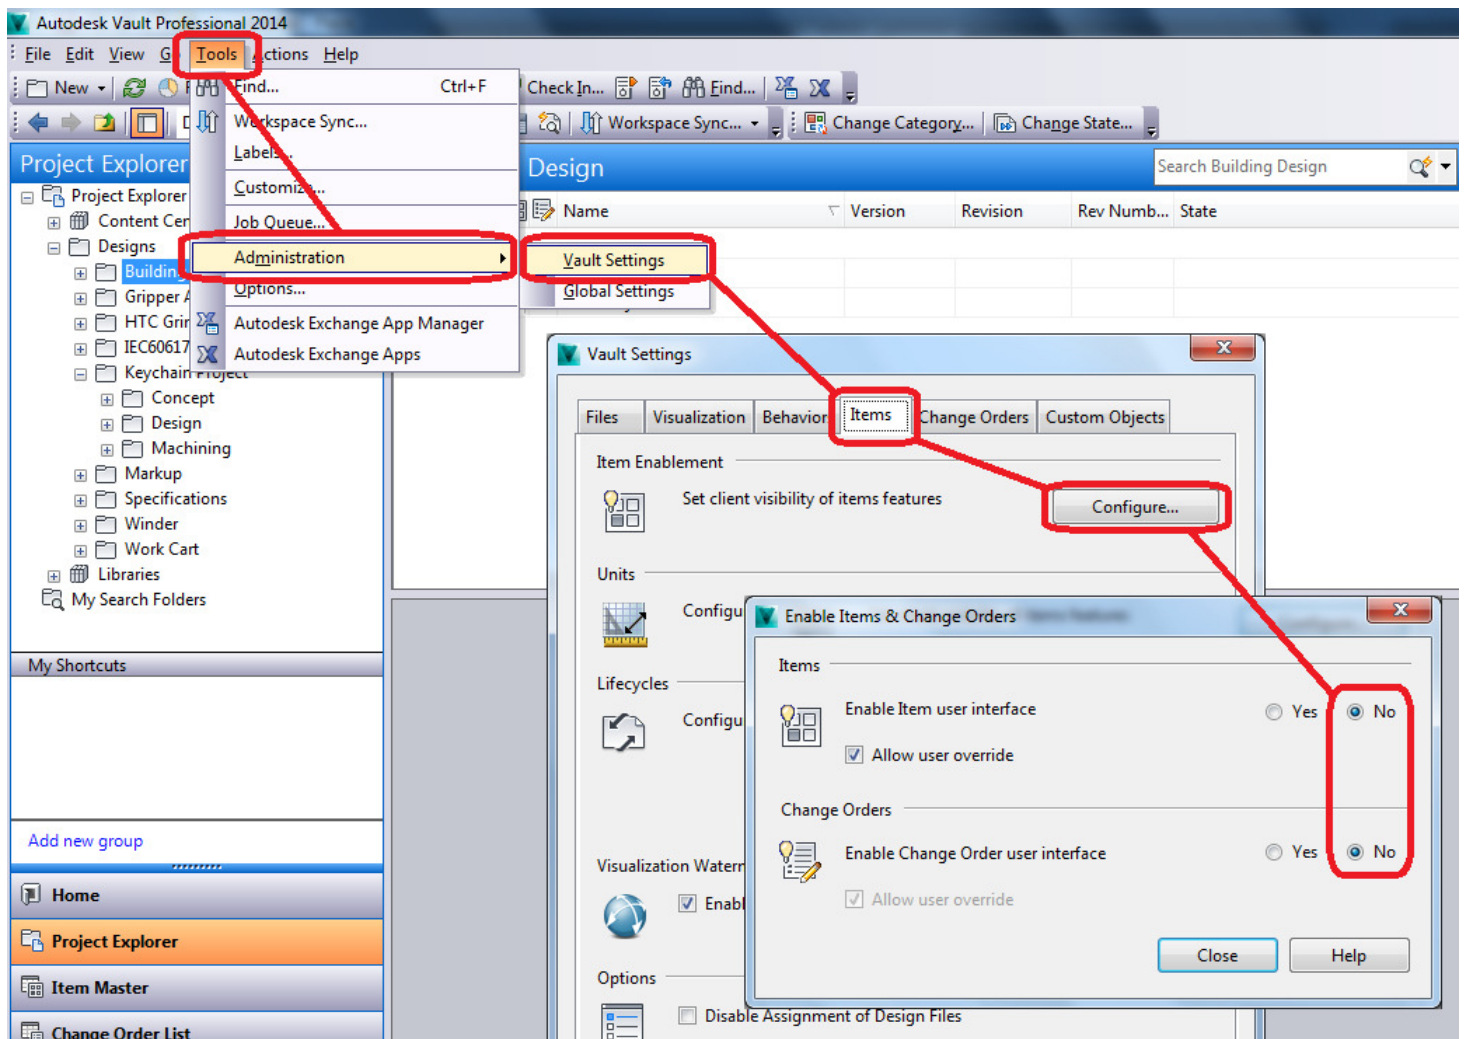 Autodesk Vault Professional 2014
File Edit View G Tools ctions Help
New Find... Ctrl+F Check In... Find...
Workspace Sync... Workspace Sync... Change Category... Change State...
Labels...
Project Explorer Design Search Building Design
Customize...
Project Explorer Name Version Revision Rev Numb... State
Content Cen Job Queue...
Designs
Building Administration Vault Settings
Gripper A Options... Global Settings
HTC Grin Autodesk Exchange App Manager
IEC60617 Autodesk Exchange Apps
Keychain Project
Concept
Design
Machining
Markup
Specifications
Winder
Work Cart
Libraries
My Search Folders
My Shortcuts
Add new group
Home
Project Explorer
Item Master
Change Order List
Vault Settings
Files Visualization Behavior Items Change Orders Custom Objects
Item Enablement
Set client visibility of items features Configure...
Units
Configu
Lifecycles
Configu
Visualization Watern
Enabl
Options
Disable Assignment of Design Files
Enable Items & Change Orders
Items
Enable Item user interface Yes No
Allow user override
Change Orders
Enable Change Order user interface Yes No
Allow user override
Close Help